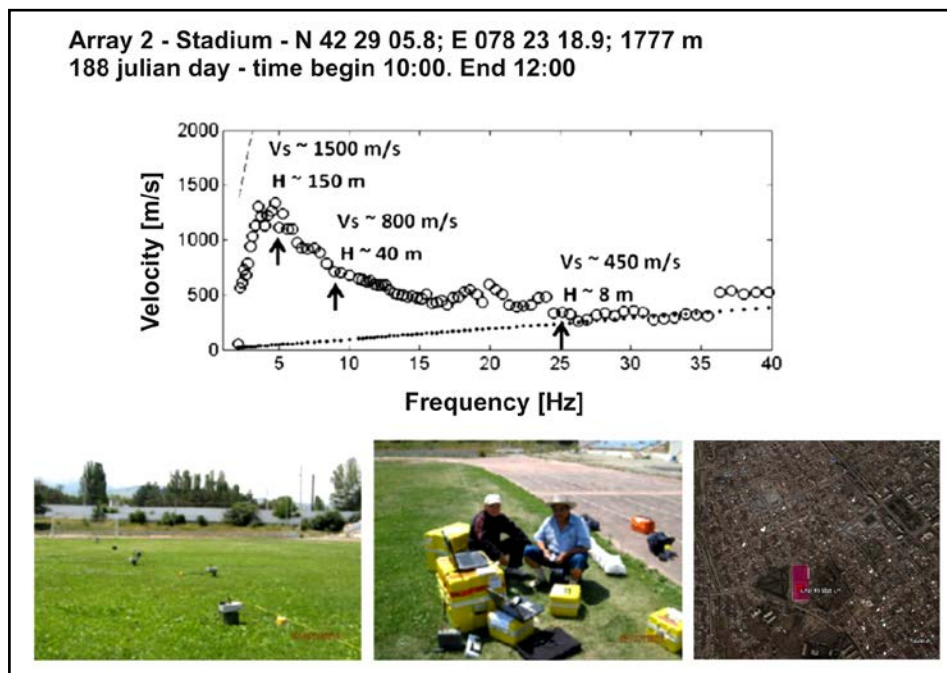 Array 2 - Stadium - N 42 29 05.8; E 078 23 18.9; 1777 m
188 julian day - time begin 10:00. End 12:00
2000
1500
1000
500
0
Velocity [m/s]
Vs ~ 1500 m/s
H ~ 150 m
Vs ~ 800 m/s
H ~ 40 m
Vs ~ 450 m/s
H ~ 8 m
5 10 15 20 25 30 35 40
Frequency [Hz]